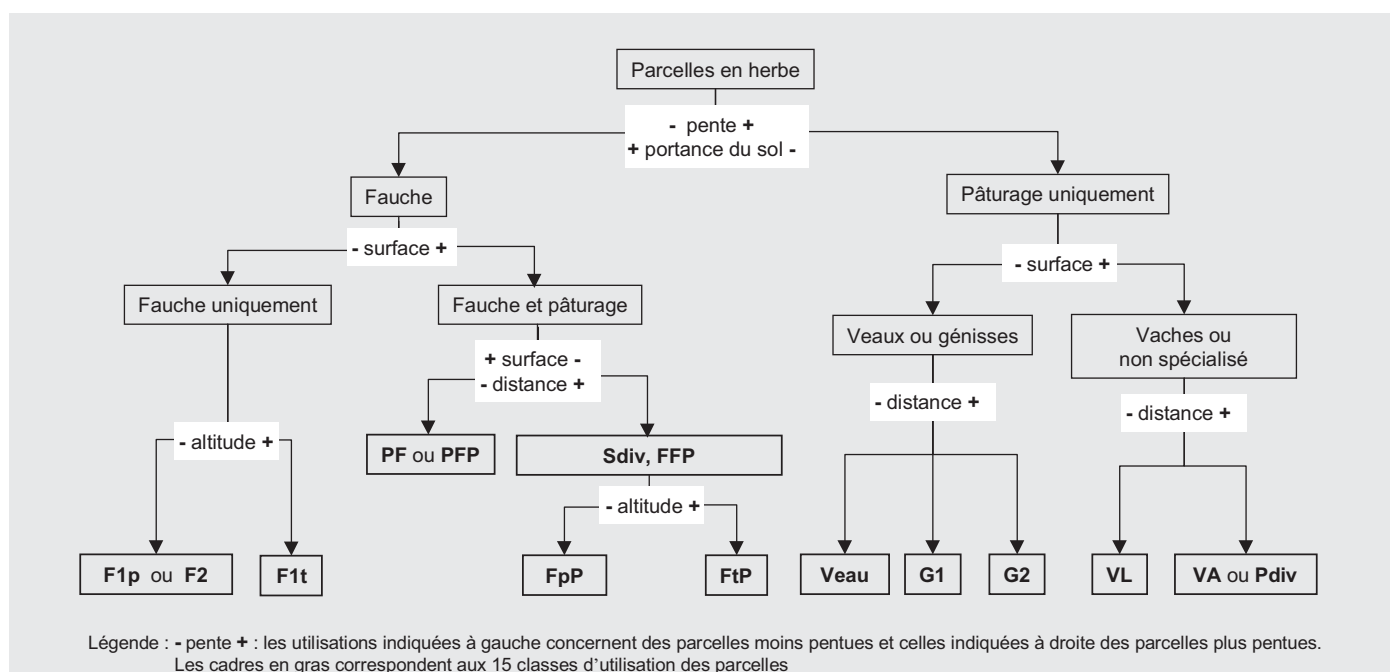 Parcelles en herbe
- pente +
+ portance du sol -
Fauche
Pâturage uniquement
- surface +
- surface +
Fauche uniquement
Fauche et pâturage
Veaux ou génisses
Vaches ou
non spécialisé
+ surface -
- distance +
- distance +
- distance +
- altitude +
PF ou PFP
Sdiv, FFP
- altitude +
F1p ou F2
F1t
FpP
FtP
Veau
G1
G2
VL
VA ou Pdiv
Légende : - pente + : les utilisations indiquées à gauche concernent des parcelles moins pentues et celles indiquées à droite des parcelles plus pentues.
Les cadres en gras correspondent aux 15 classes d'utilisation des parcelles